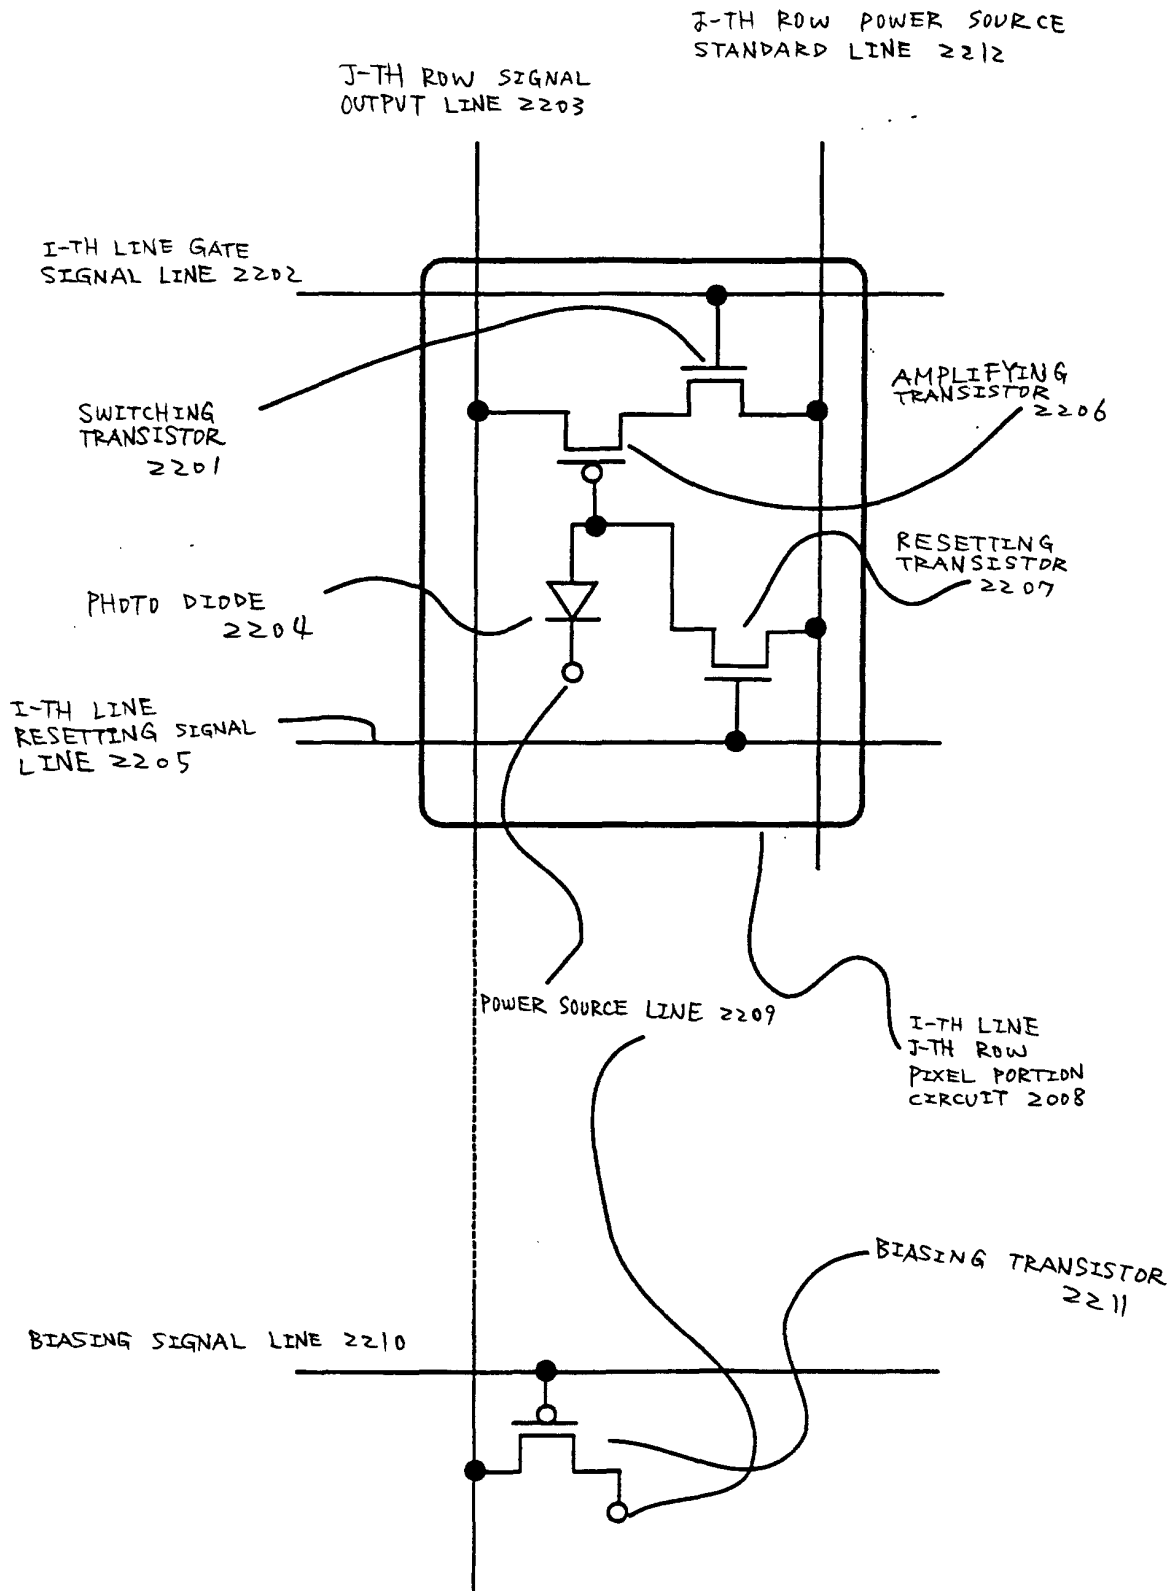 J-TH ROW POWER SOURCE
STANDARD LINE 2212
J-TH ROW SIGNAL
OUTPUT LINE 2203
I-TH LINE GATE
SIGNAL LINE 2202
AMPLIFYING
TRANSISTOR
2206
SWITCHING
TRANSISTOR
2201
RESETTING
TRANSISTOR
2207
PHOTO DIODE
2204
I-TH LINE
RESETTING SIGNAL
LINE 2205
POWER SOURCE LINE 2209
I-TH LINE
J-TH ROW
PIXEL PORTION
CIRCUIT 2008
BIASING TRANSISTOR
2211
BIASING SIGNAL LINE 2210